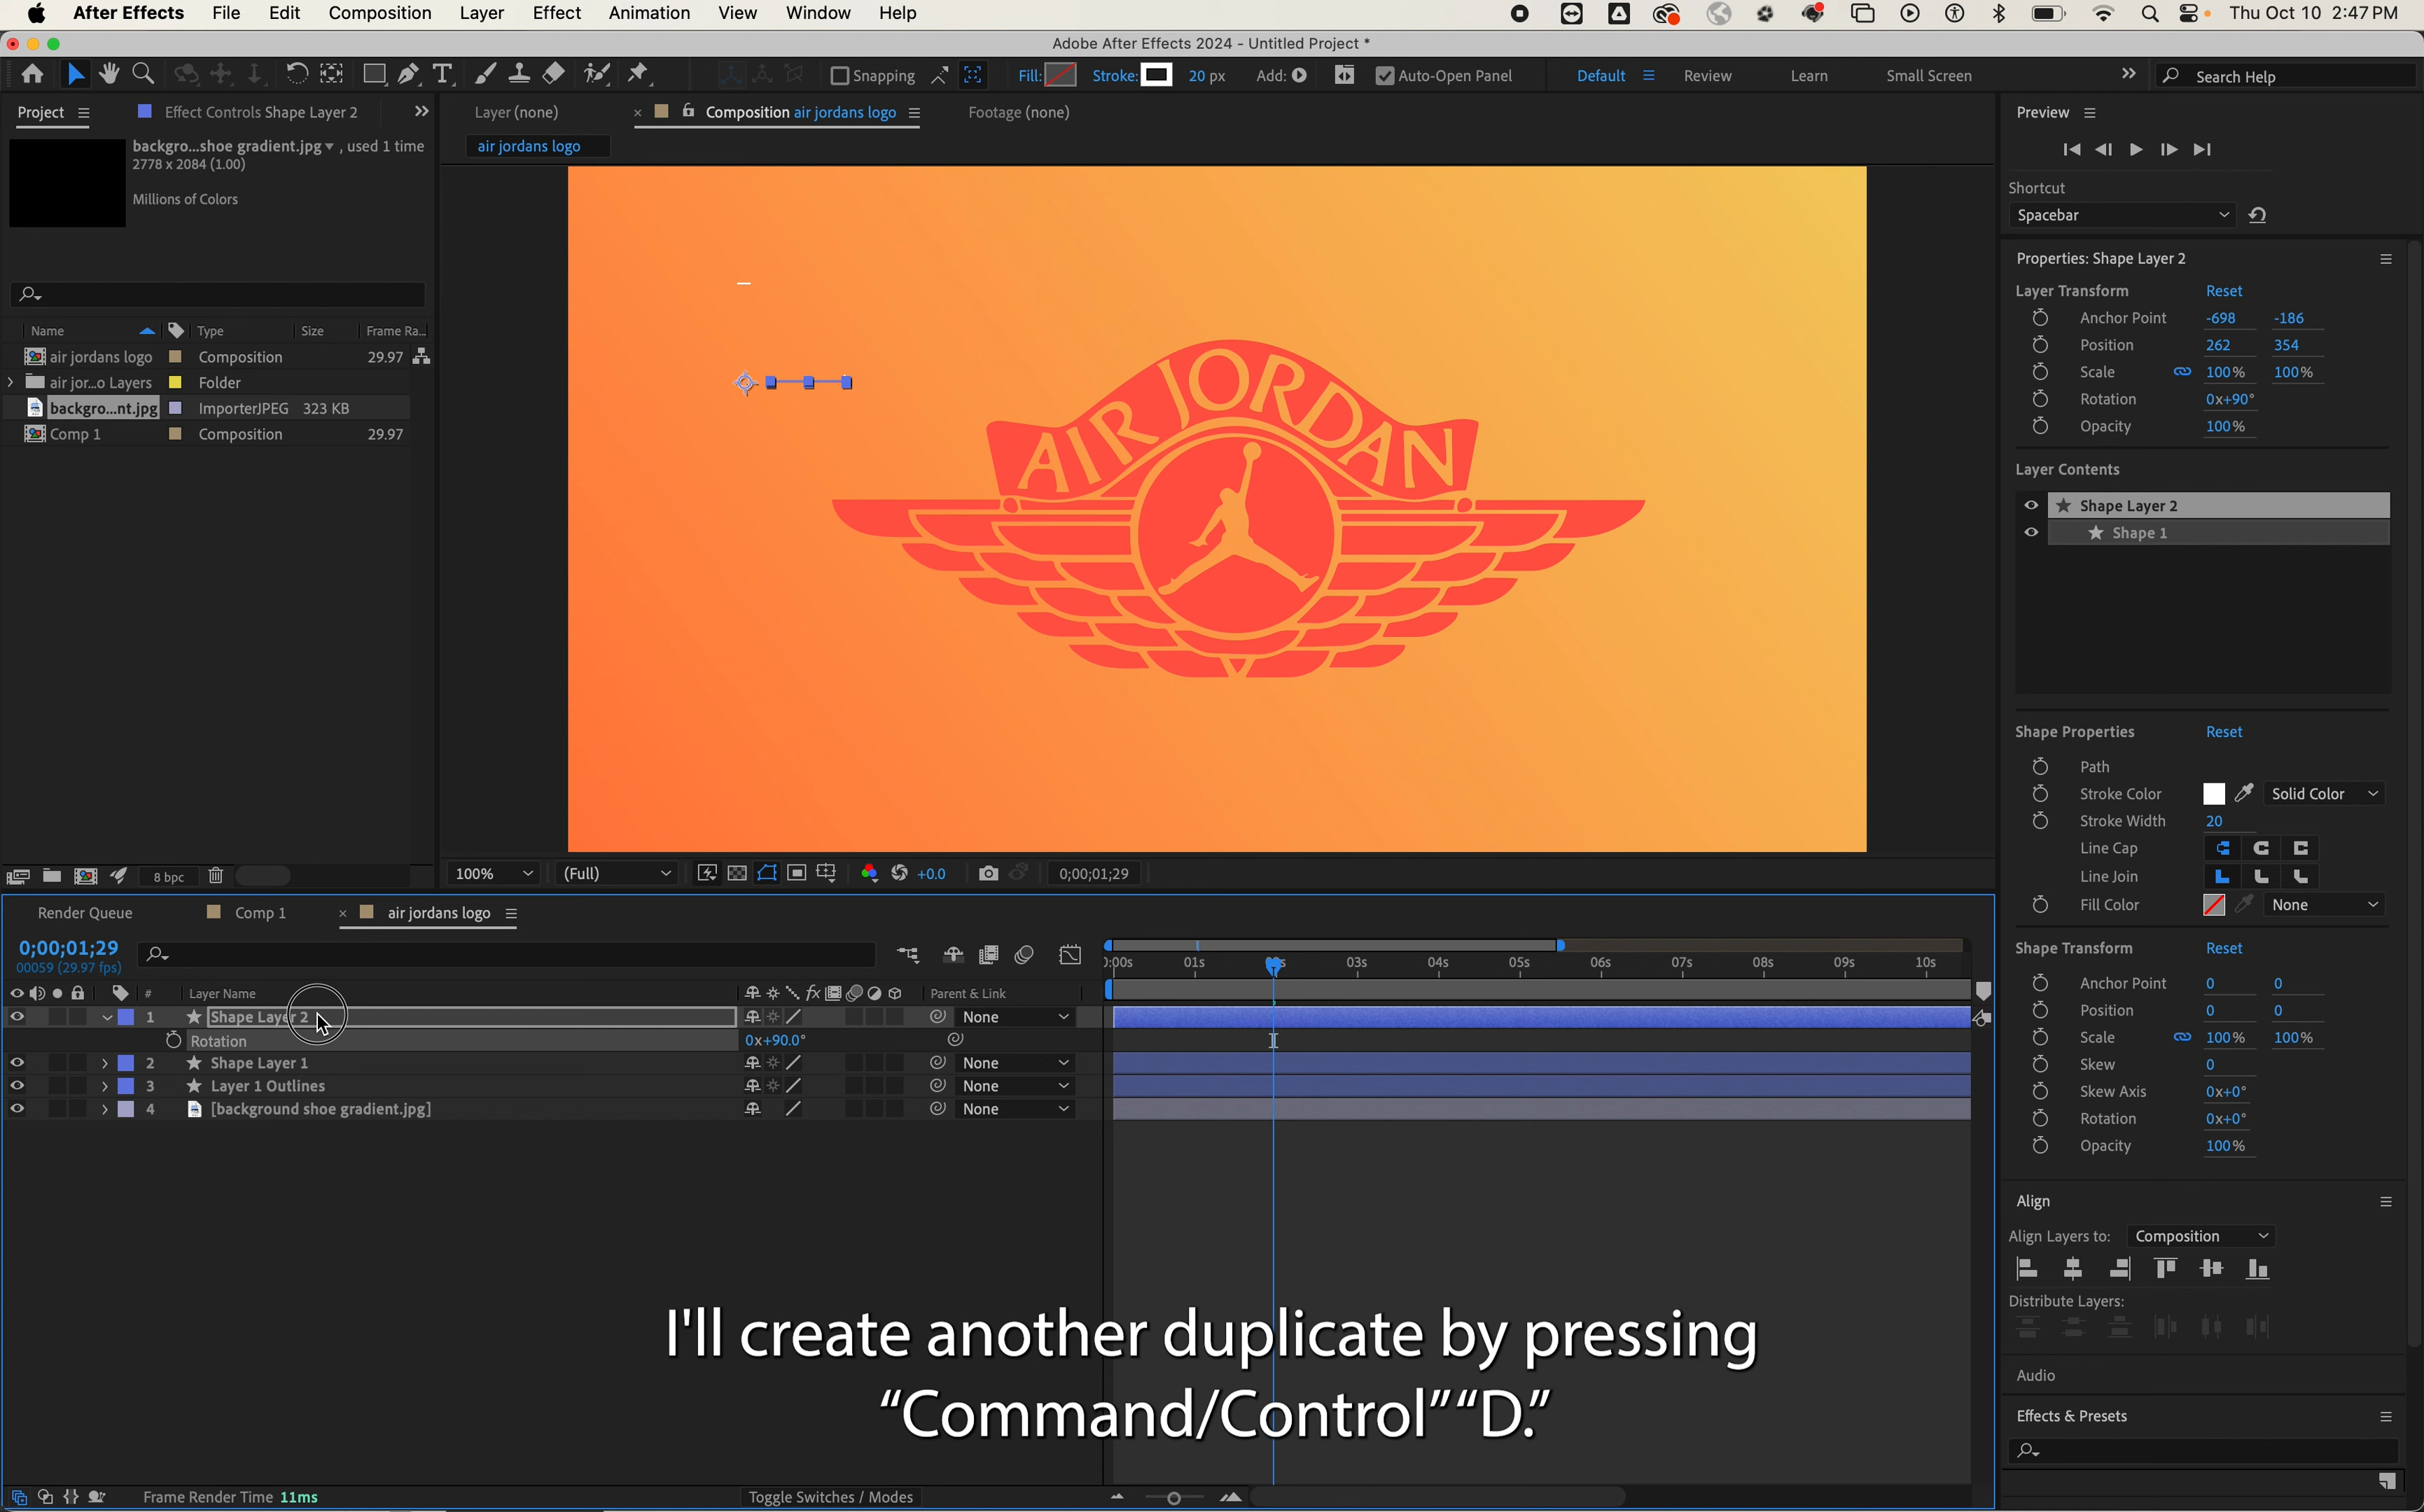 After Effects File Edit Composition Layer Effect Animation View Window Help Thu Oct 10 2:47 PM
Adobe After Effects 2024 - Untitled Project *
Snapping Fill: Stroke: 20 px Add: Auto-Open Panel Default Review Learn Small Screen Search Help
Project Effect Controls Shape Layer 2
backgro...shoe gradient.jpg , used 1 time
2778 x 2084 (1.00)
Millions of Colors
Name Type Size Frame Ra...
air jordans logo Composition 29.97
air jor...o Layers Folder
backgro...nt.jpg ImporterJPEG 323 KB
Comp 1 Composition 29.97
8 bpc
Layer (none) Composition air jordans logo Footage (none)
air jordans logo
AIR JORDAN
100% (Full) +0.0 0;00;01;29
Preview
Shortcut
Spacebar
Properties: Shape Layer 2
Layer Transform Reset
Anchor Point -698 -186
Position 262 354
Scale 100% 100%
Rotation 0x+90°
Opacity 100%
Layer Contents
Shape Layer 2
Shape 1
Shape Properties Reset
Path
Stroke Color Solid Color
Stroke Width 20
Line Cap
Line Join
Fill Color None
Shape Transform Reset
Anchor Point 0 0
Position 0 0
Scale 100% 100%
Skew 0
Skew Axis 0x+0°
Rotation 0x+0°
Opacity 100%
Align
Align Layers to: Composition
Distribute Layers:
Audio
Effects & Presets
Render Queue Comp 1 air jordans logo
0;00;01;29
00059 (29.97 fps)
:00s 01s 03s 04s 05s 06s 07s 08s 09s 10s
# Layer Name fx Parent & Link
1 Shape Layer 2 None
Rotation 0x+90.0°
2 Shape Layer 1 None
3 Layer 1 Outlines None
4 [background shoe gradient.jpg] None
I'll create another duplicate by pressing
“Command/Control”“D.”
Frame Render Time 11ms Toggle Switches / Modes